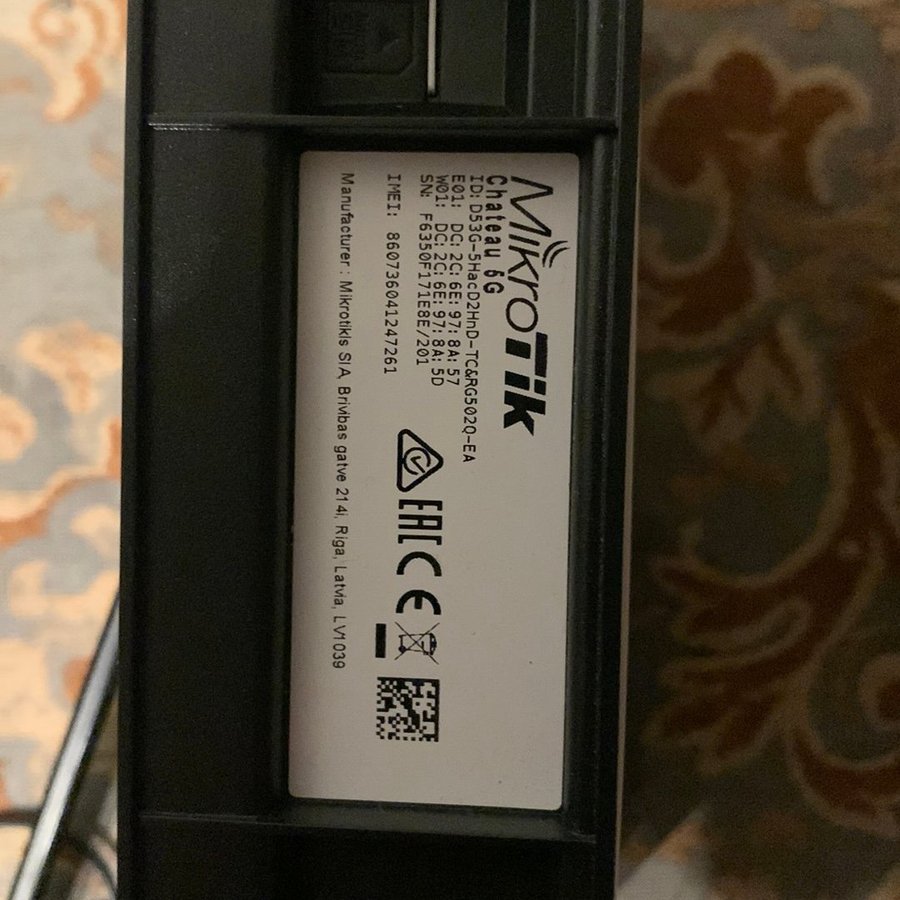 MikroTik
Chateau 5G
ID: D53G-5HacD2HnD-TC&RG502Q-EA
E01: DC:2C:6E:97:8A:57
W01: DC:2C:6E:97:8A:5D
SN: F6350F171E8E/201
IMEI: 860736041247261
EAC CE
Manufacturer : Mikrotikls SIA, Brivibas gatve 214i, Riga, Latvia, LV1039